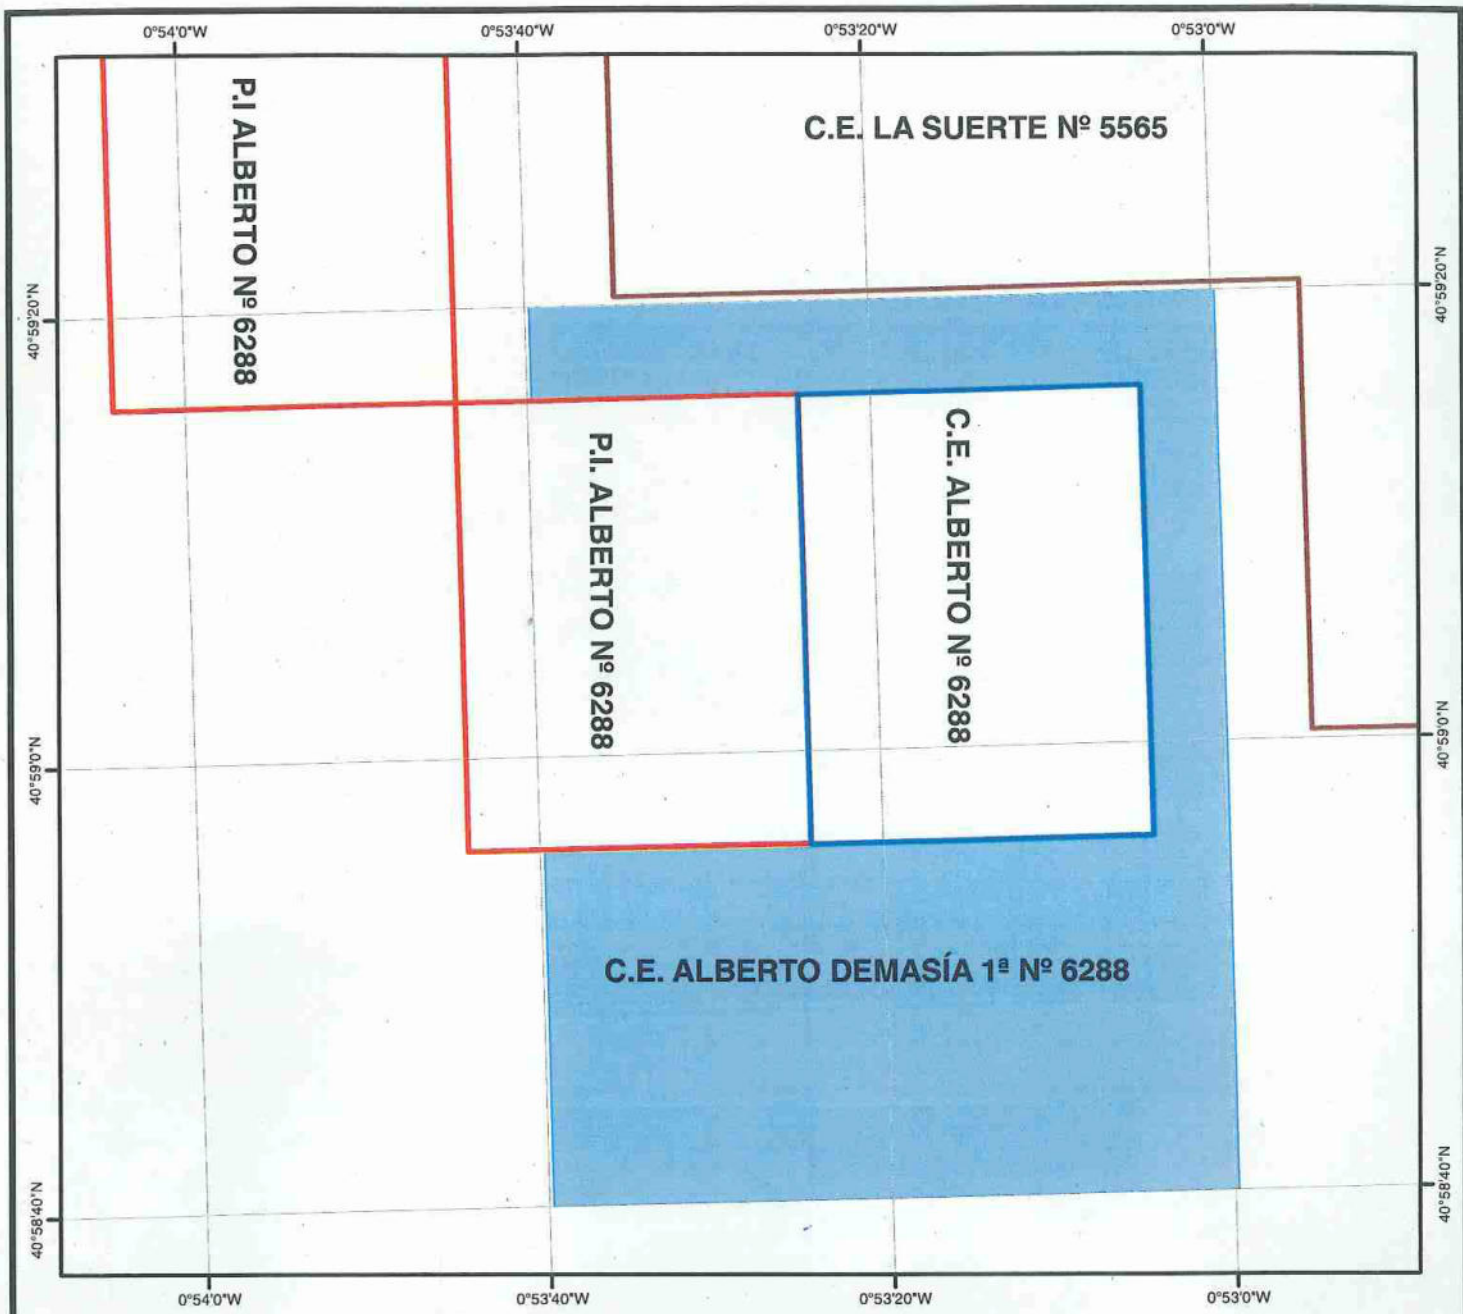 0°54'0"W
0°53'40"W
0°53'20"W
0°53'0"W
P.I ALBERTO Nº 6288
C.E. LA SUERTE Nº 5565
40°59'20"N
40°59'20"N
P.I. ALBERTO Nº 6288
C.E. ALBERTO Nº 6288
40°59'0"N
40°59'0"N
C.E. ALBERTO DEMASÍA 1ª Nº 6288
40°58'40"N
40°58'40"N
0°54'0"W
0°53'40"W
0°53'20"W
0°53'0"W